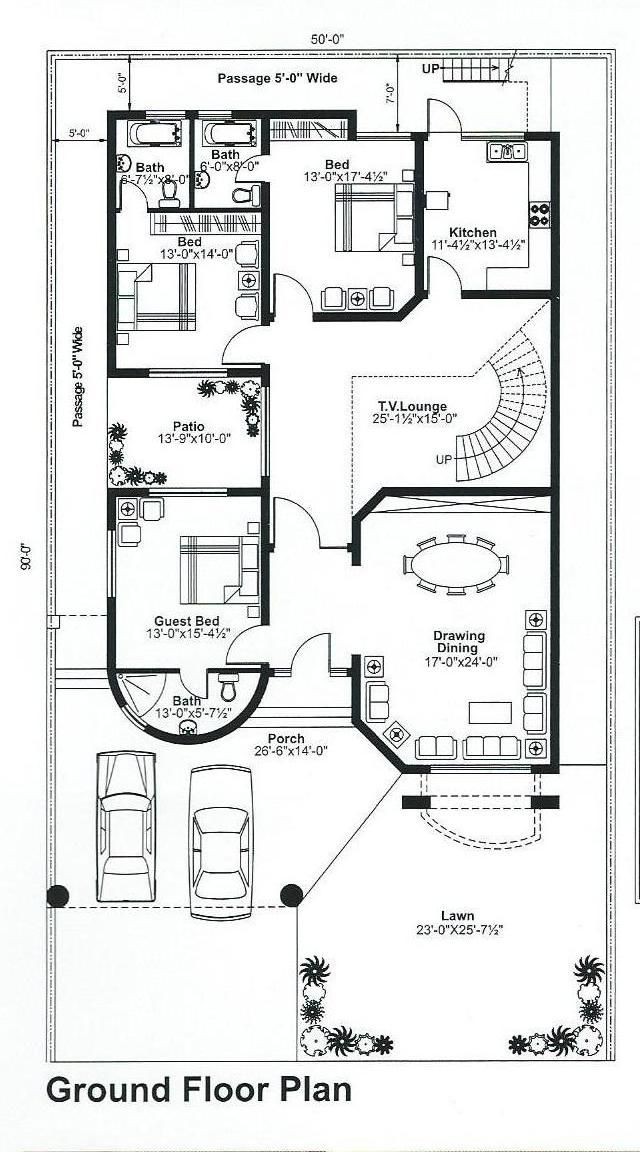 50'-0"
5'-0"
Passage 5'-0" Wide
7'-0"
UP
5'-0"
Bath
6'-7½"x8'-0"
Bath
6'-0"x8'-0"
Bed
13'-0"x17'-4½"
Kitchen
11'-4½"x13'-4½"
Bed
13'-0"x14'-0"
Passage 5'-0" Wide
T.V.Lounge
25'-1½"x15'-0"
Patio
13'-9"x10'-0"
UP
90'-0"
Guest Bed
13'-0"x15'-4½"
Drawing
Dining
17'-0"x24'-0"
Bath
13'-0"x5'-7½"
Porch
26'-6"x14'-0"
Lawn
23'-0"X25'-7½"
Ground Floor Plan